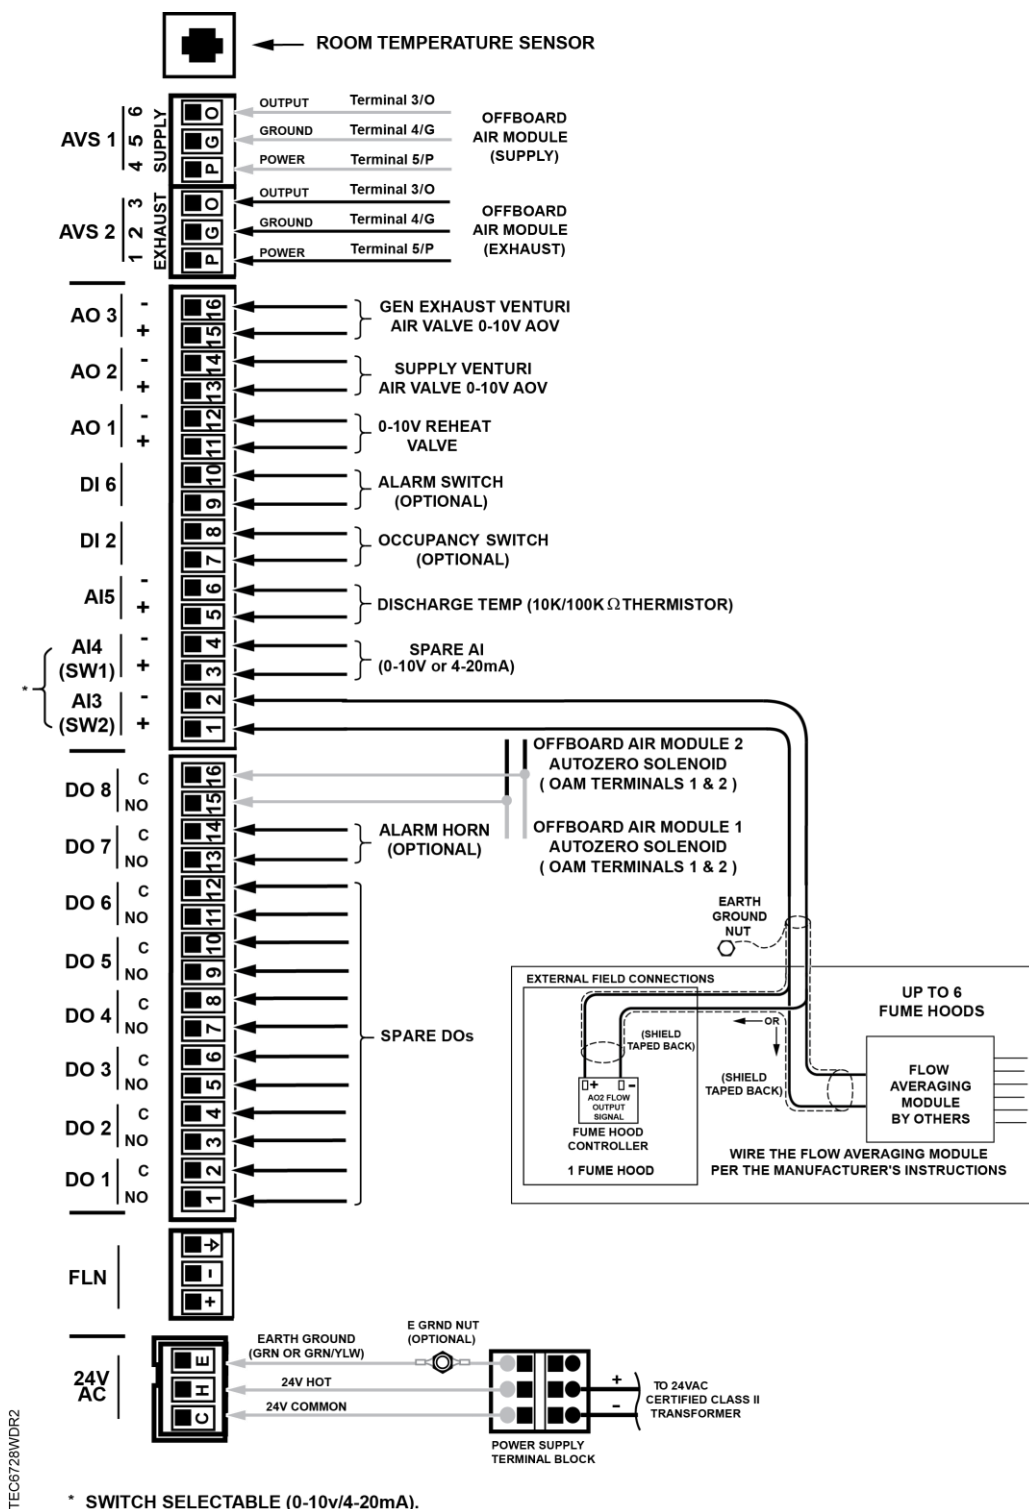 ROOM TEMPERATURE SENSOR
AVS 1
4 5 6
SUPPLY
O
G
P
OUTPUT Terminal 3/O
GROUND Terminal 4/G
POWER Terminal 5/P
OFFBOARD
AIR MODULE
(SUPPLY)
AVS 2
1 2 3
EXHAUST
O
G
P
OUTPUT Terminal 3/O
GROUND Terminal 4/G
POWER Terminal 5/P
OFFBOARD
AIR MODULE
(EXHAUST)
AO 3
- 16
+ 15
GEN EXHAUST VENTURI
AIR VALVE 0-10V AOV
AO 2
- 14
+ 13
SUPPLY VENTURI
AIR VALVE 0-10V AOV
AO 1
- 12
+ 11
0-10V REHEAT
VALVE
DI 6
10
9
ALARM SWITCH
(OPTIONAL)
DI 2
8
7
OCCUPANCY SWITCH
(OPTIONAL)
AI5
- 6
+ 5
DISCHARGE TEMP (10K/100K Ω THERMISTOR)
*
AI4
(SW1)
- 4
+ 3
SPARE AI
(0-10V or 4-20mA)
AI3
(SW2)
- 2
+ 1
DO 8
C 16
NO 15
OFFBOARD AIR MODULE 2
AUTOZERO SOLENOID
( OAM TERMINALS 1 & 2 )
OFFBOARD AIR MODULE 1
AUTOZERO SOLENOID
( OAM TERMINALS 1 & 2 )
DO 7
C 14
NO 13
ALARM HORN
(OPTIONAL)
DO 6
C 12
NO 11
DO 5
C 10
NO 9
DO 4
C 8
NO 7
DO 3
C 6
NO 5
DO 2
C 4
NO 3
DO 1
C 2
NO 1
SPARE DOs
EARTH
GROUND
NUT
EXTERNAL FIELD CONNECTIONS
UP TO 6
FUME HOODS
OR
(SHIELD
TAPED BACK)
(SHIELD
TAPED BACK)
+ -
AO2 FLOW
OUTPUT
SIGNAL
FUME HOOD
CONTROLLER
1 FUME HOOD
FLOW
AVERAGING
MODULE
BY OTHERS
WIRE THE FLOW AVERAGING MODULE
PER THE MANUFACTURER'S INSTRUCTIONS
FLN
-
+
24V
AC
E
H
C
EARTH GROUND
(GRN OR GRN/YLW)
24V HOT
24V COMMON
E GRND NUT
(OPTIONAL)
+
-
TO 24VAC
CERTIFIED CLASS II
TRANSFORMER
POWER SUPPLY
TERMINAL BLOCK
TEC6728WDR2
* SWITCH SELECTABLE (0-10v/4-20mA).